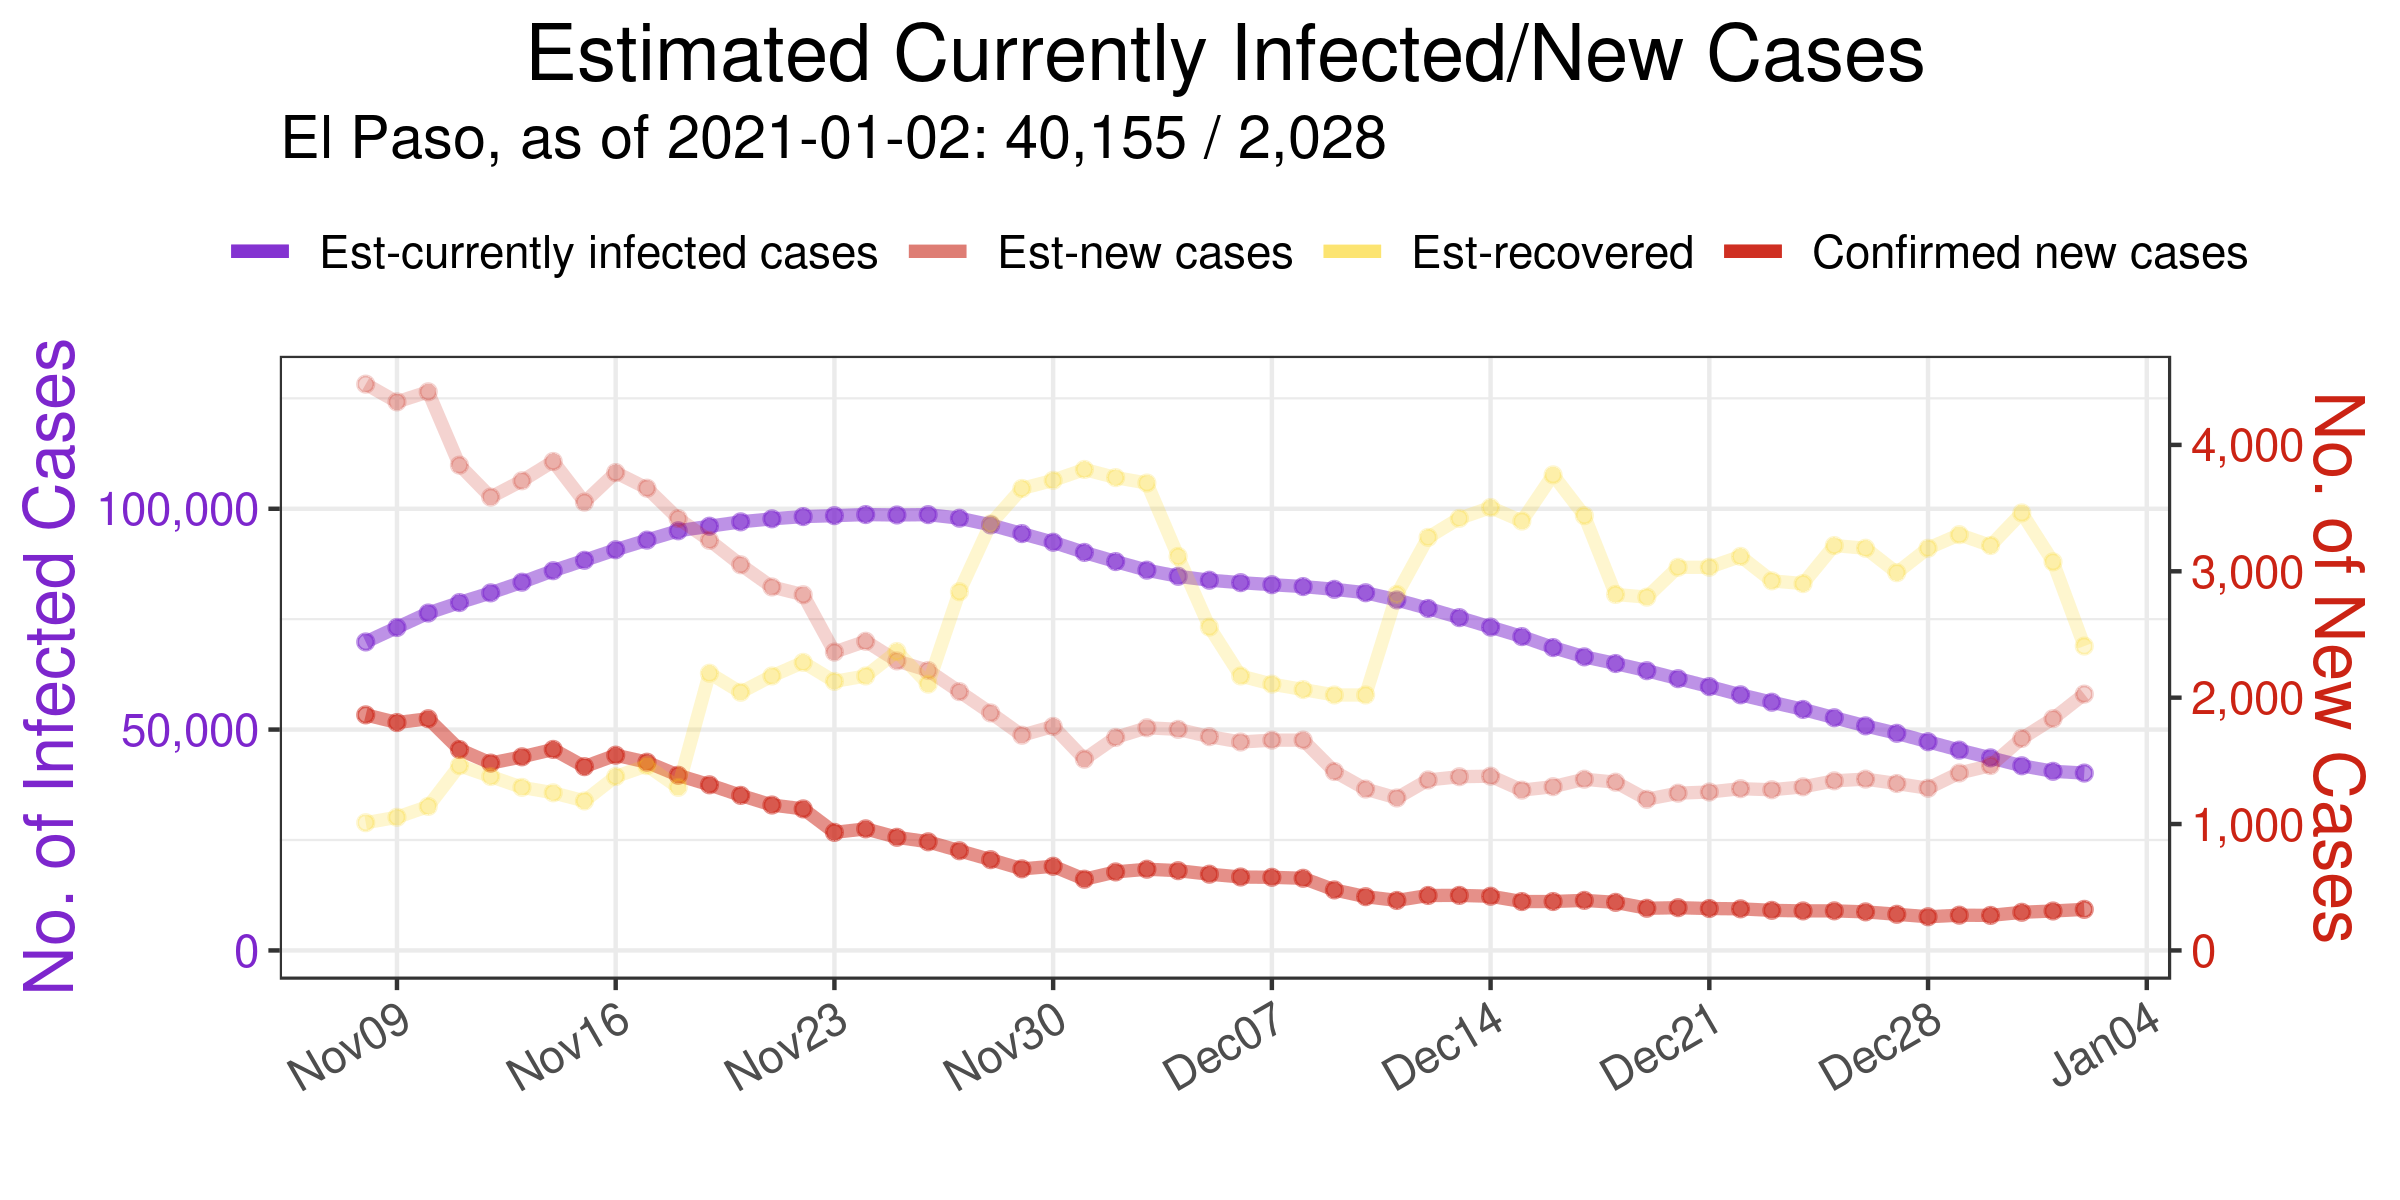 Estimated Currently Infected/New Cases
El Paso, as of 2021-01-02: 40,155 / 2,028
Est-currently infected cases Est-new cases Est-recovered Confirmed new cases
No. of Infected Cases
100,000
50,000
0
4,000
3,000
2,000
1,000
0
No. of New Cases
Nov09 Nov16 Nov23 Nov30 Dec07 Dec14 Dec21 Dec28 Jan04